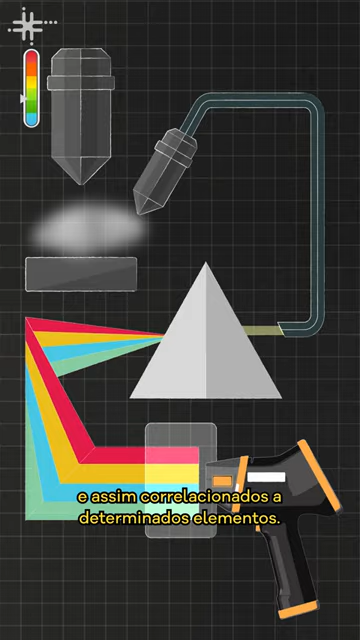 e assim correlacionados a
determinados elementos.